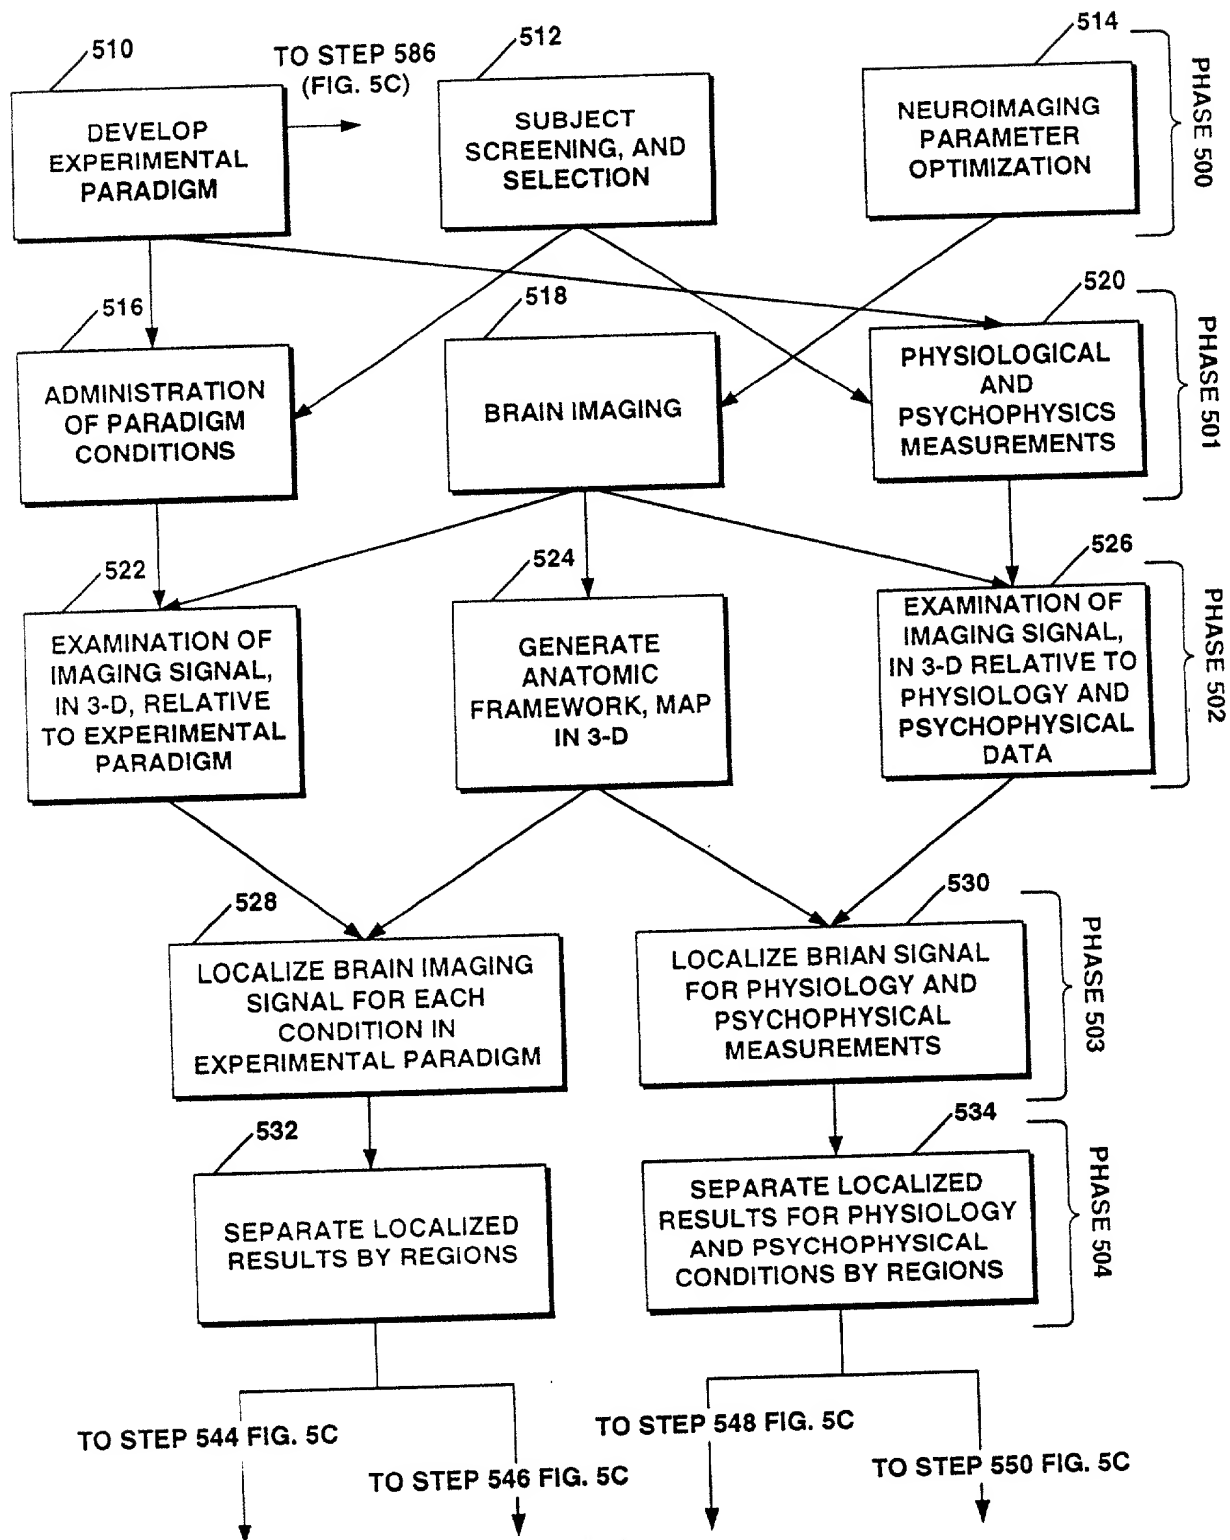 510
TO STEP 586
(FIG. 5C)
512
514
DEVELOP
EXPERIMENTAL
PARADIGM
SUBJECT
SCREENING, AND
SELECTION
NEUROIMAGING
PARAMETER
OPTIMIZATION
PHASE 500
516
518
520
ADMINISTRATION
OF PARADIGM
CONDITIONS
BRAIN IMAGING
PHYSIOLOGICAL
AND
PSYCHOPHYSICS
MEASUREMENTS
PHASE 501
522
524
526
EXAMINATION OF
IMAGING SIGNAL,
IN 3-D, RELATIVE
TO EXPERIMENTAL
PARADIGM
GENERATE
ANATOMIC
FRAMEWORK, MAP
IN 3-D
EXAMINATION OF
IMAGING SIGNAL,
IN 3-D RELATIVE TO
PHYSIOLOGY AND
PSYCHOPHYSICAL
DATA
PHASE 502
528
530
LOCALIZE BRAIN IMAGING
SIGNAL FOR EACH
CONDITION IN
EXPERIMENTAL PARADIGM
LOCALIZE BRIAN SIGNAL
FOR PHYSIOLOGY AND
PSYCHOPHYSICAL
MEASUREMENTS
PHASE 503
532
534
SEPARATE LOCALIZED
RESULTS BY REGIONS
SEPARATE LOCALIZED
RESULTS FOR PHYSIOLOGY
AND PSYCHOPHYSICAL
CONDITIONS BY REGIONS
PHASE 504
TO STEP 544 FIG. 5C
TO STEP 546 FIG. 5C
TO STEP 548 FIG. 5C
TO STEP 550 FIG. 5C